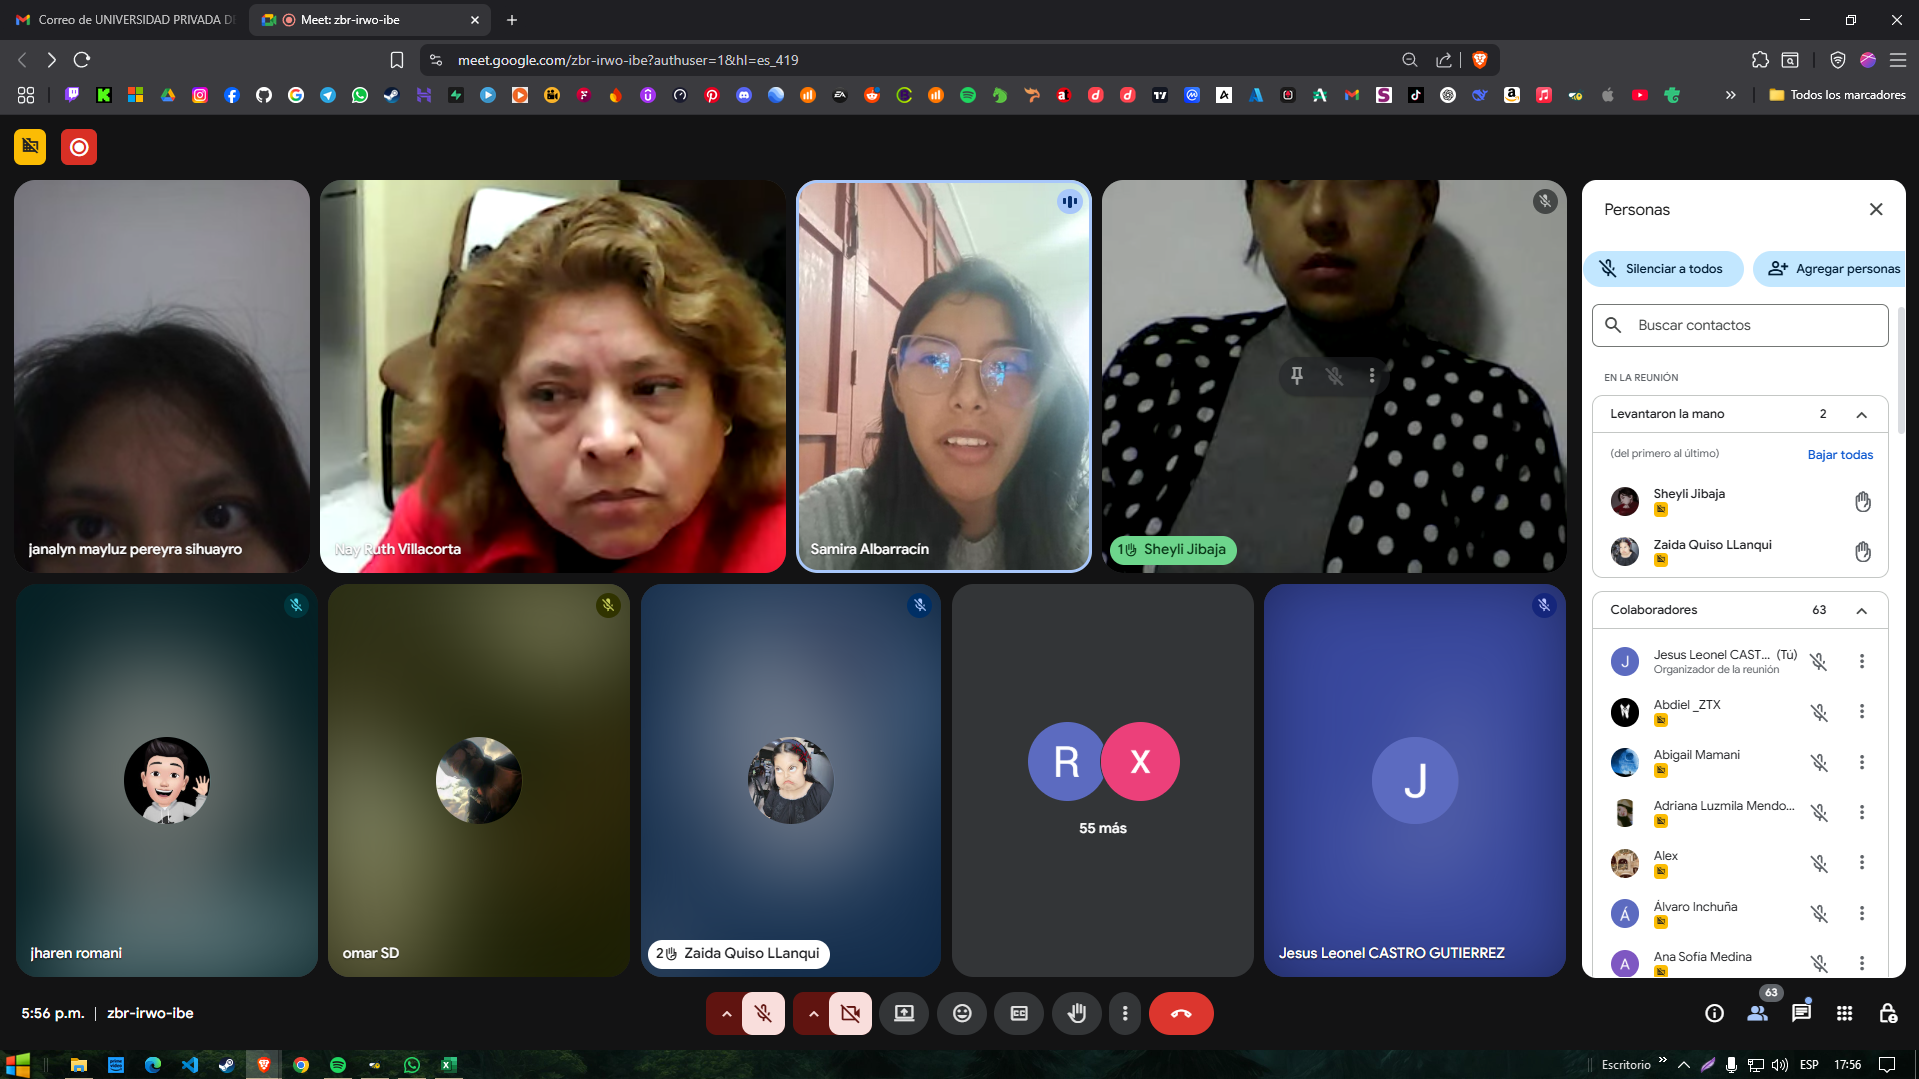 Correo de UNIVERSIDAD PRIVADA D
Meet: zbr-irwo-ibe
meet.google.com/zbr-irwo-ibe?authuser=1&hl=es_419
Todos los marcadores
janalyn mayluz pereyra sihuayro
Nay Ruth Villacorta
Samira Albarracín
1 Sheyli Jibaja
jharen romani
omar SD
2 Zaida Quiso LLanqui
R
x
55 más
J
Jesus Leonel CASTRO GUTIERREZ
Personas
Silenciar a todos
Agregar personas
Buscar contactos
EN LA REUNIÓN
Levantaron la mano 2
(del primero al último) Bajar todas
Sheyli Jibaja
Zaida Quiso LLanqui
Colaboradores 63
J Jesus Leonel CAST... (Tú)
Organizador de la reunión
Abdiel _ZTX
Abigail Mamani
Adriana Luzmila Mendo...
Alex
Á Álvaro Inchuña
A Ana Sofía Medina
5:56 p.m. | zbr-irwo-ibe
63
Escritorio
ESP
17:56